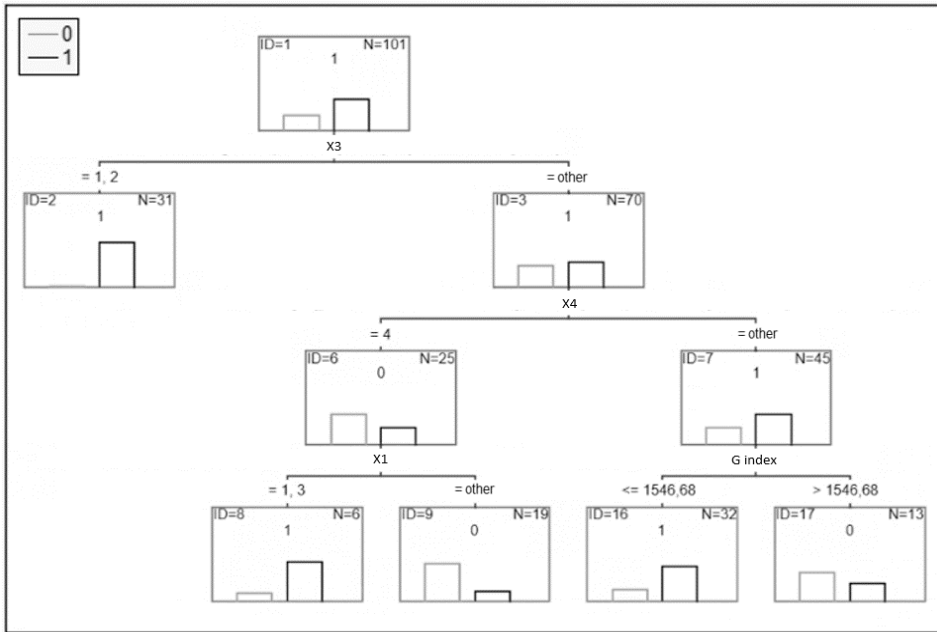 0
1
ID=1 N=101
1
X3
= 1, 2
= other
ID=2 N=31
1
ID=3 N=70
1
X4
= 4
= other
ID=6 N=25
0
ID=7 N=45
1
X1
G index
= 1, 3
= other
<= 1546,68
> 1546,68
ID=8 N=6
1
ID=9 N=19
0
ID=16 N=32
1
ID=17 N=13
0